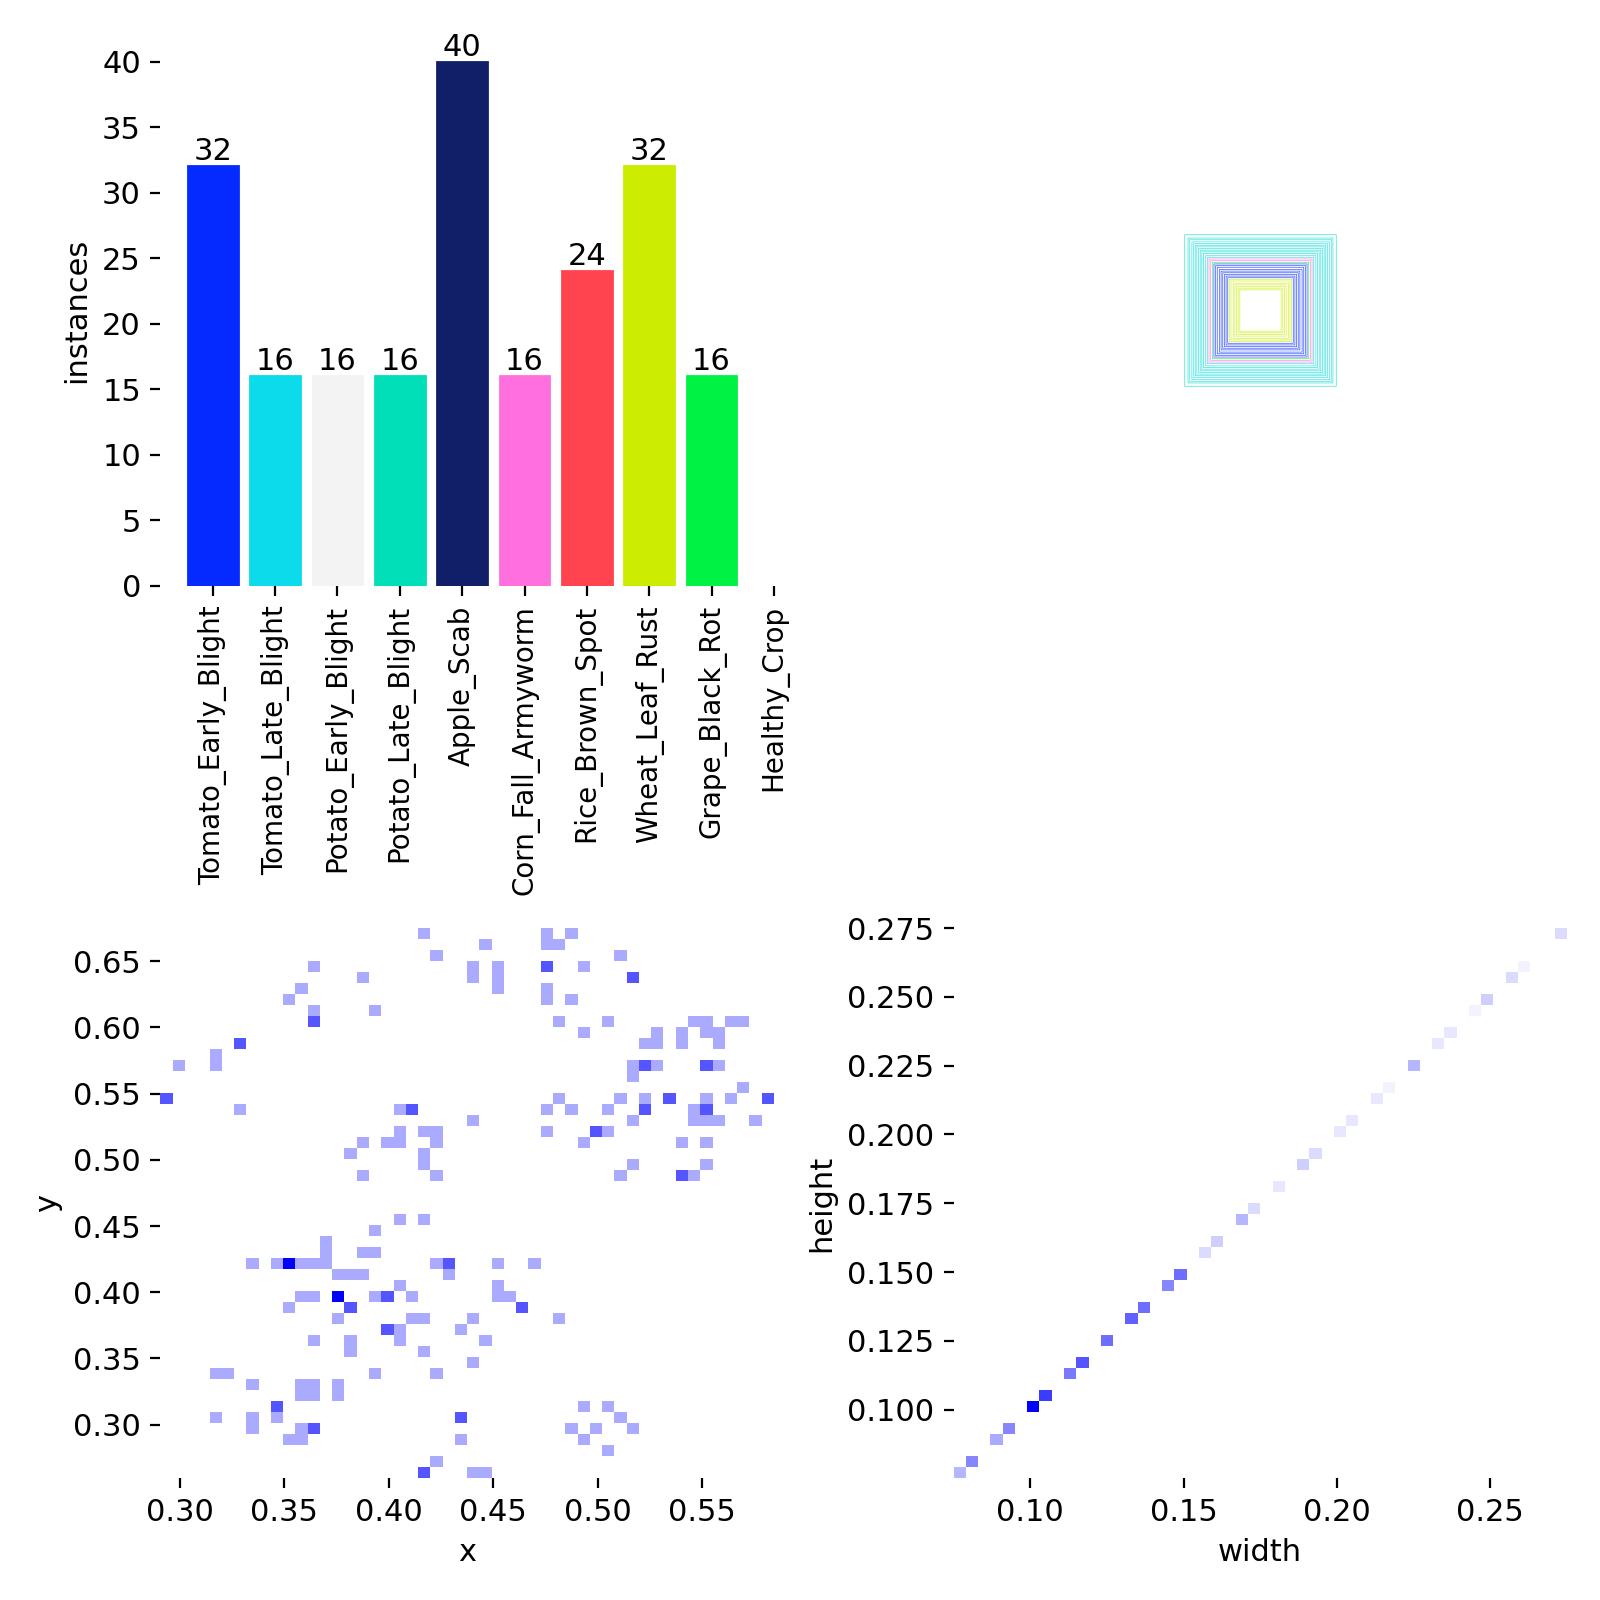 40
35
30
25
20
15
10
5
0
instances
32
16
16
16
40
16
24
32
16
Tomato_Early_Blight
Tomato_Late_Blight
Potato_Early_Blight
Potato_Late_Blight
Apple_Scab
Corn_Fall_Armyworm
Rice_Brown_Spot
Wheat_Leaf_Rust
Grape_Black_Rot
Healthy_Crop
0.65
0.60
0.55
0.50
0.45
0.40
0.35
0.30
y
0.30 0.35 0.40 0.45 0.50 0.55
x
0.275
0.250
0.225
0.200
0.175
0.150
0.125
0.100
height
0.10 0.15 0.20 0.25
width